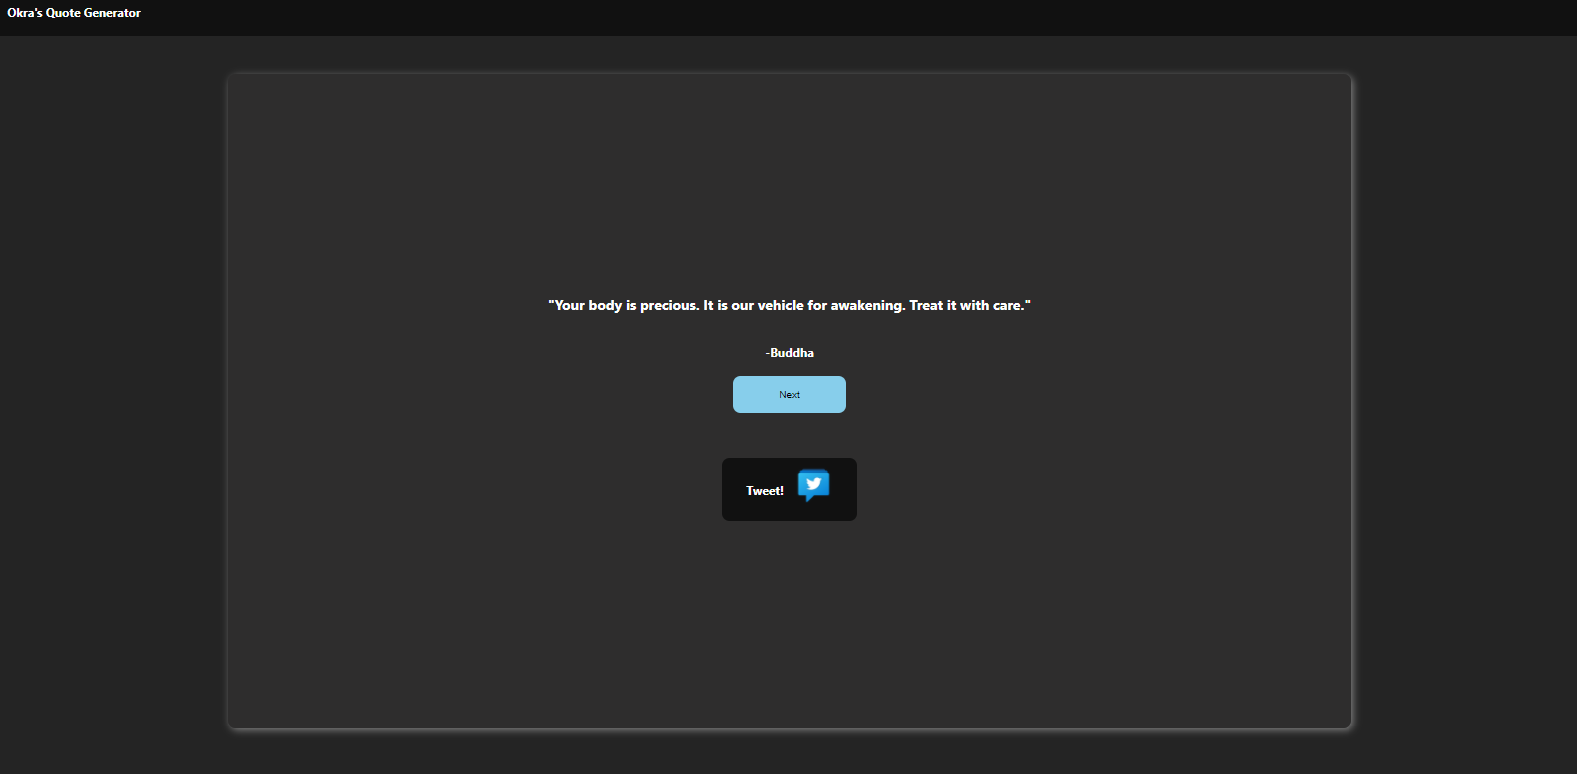 Okra's Quote Generator
"Your body is precious. It is our vehicle for awakening. Treat it with care."
-Buddha
Next
Tweet!